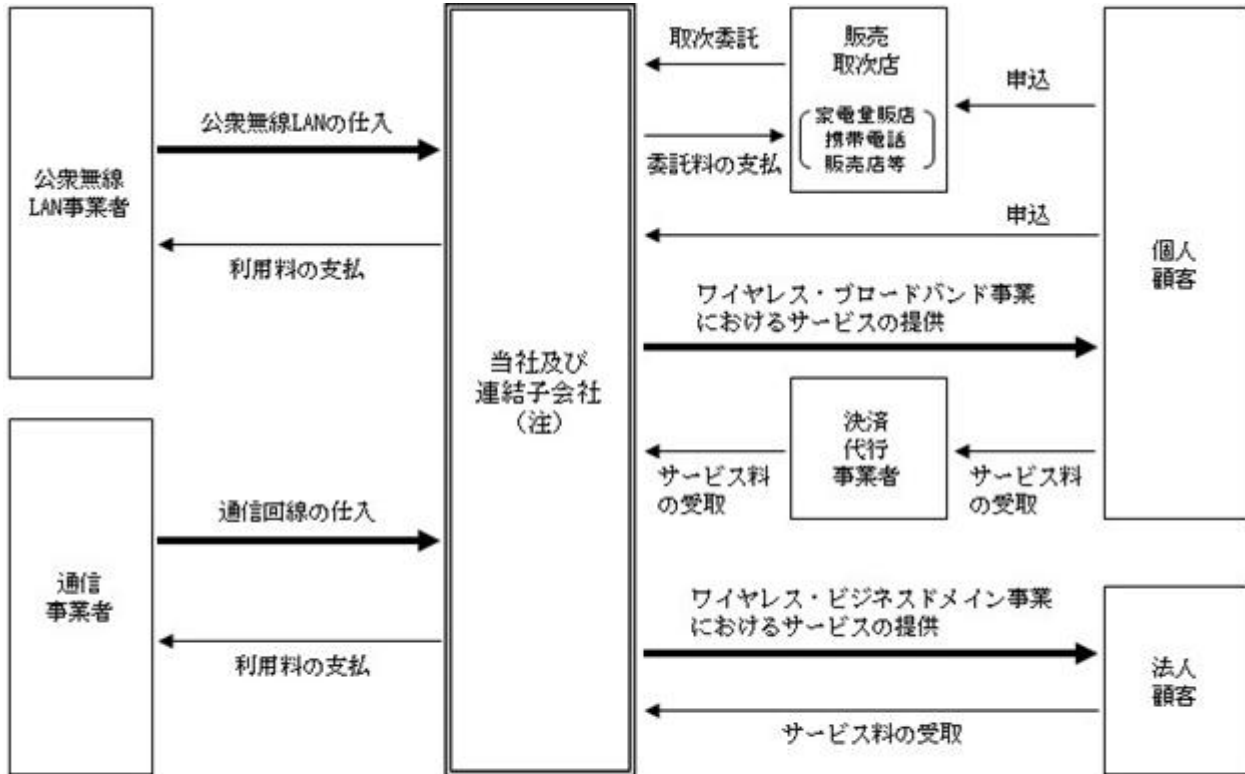 公衆無線
LAN事業者
公衆無線LANの仕入
利用料の支払
通信
事業者
通信回線の仕入
利用料の支払
当社及び
連結子会社
(注)
取次委託
委託料の支払
販売
取次店
家電量販店
携帯電話
販売店等
申込
申込
ワイヤレス・ブロードバンド事業
におけるサービスの提供
決済
代行
事業者
サービス料
の受取
サービス料
の受取
個人
顧客
ワイヤレス・ビジネスドメイン事業
におけるサービスの提供
サービス料の受取
法人
顧客